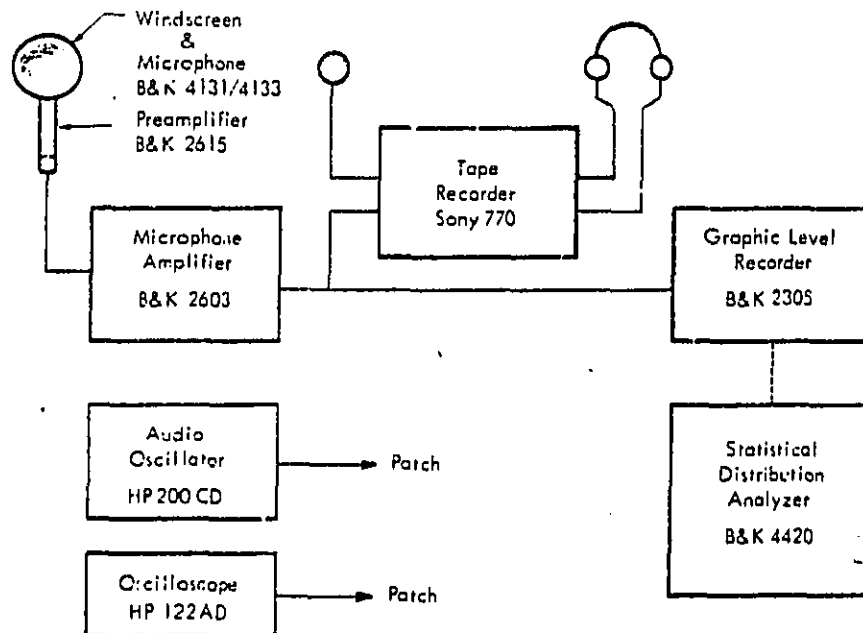 Windscreen
&
Microphone
B&K 4131/4133
Preamplifier
B&K 2615
Tape
Recorder
Sony 770
Microphone
Amplifier
B&K 2603
Graphic Level
Recorder
B&K 2305
Audio
Oscillator
HP 200 CD
Patch
Statistical
Distribution
Analyzer
B&K 4420
Oscilloscope
HP 122AD
Patch